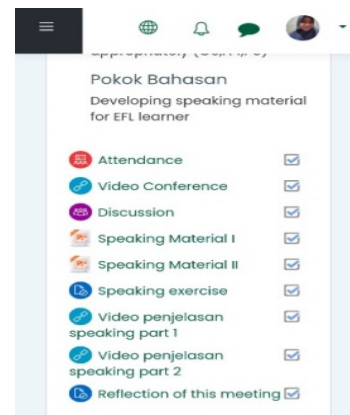 Pokok Bahasan
Developing speaking material
for EFL learner
Attendance
Video Conference
Discussion
Speaking Material I
Speaking Material II
Speaking exercise
Video penjelasan
speaking part 1
Video penjelasan
speaking part 2
Reflection of this meeting